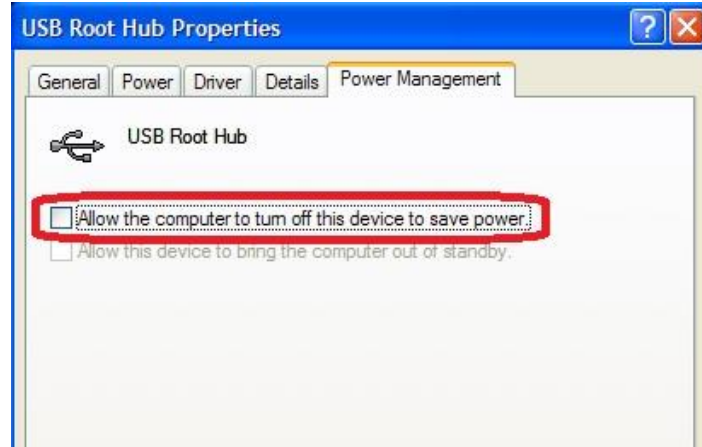 USB Root Hub Properties
General Power Driver Details Power Management
USB Root Hub
Allow the computer to turn off this device to save power.
Allow this device to bring the computer out of standby.